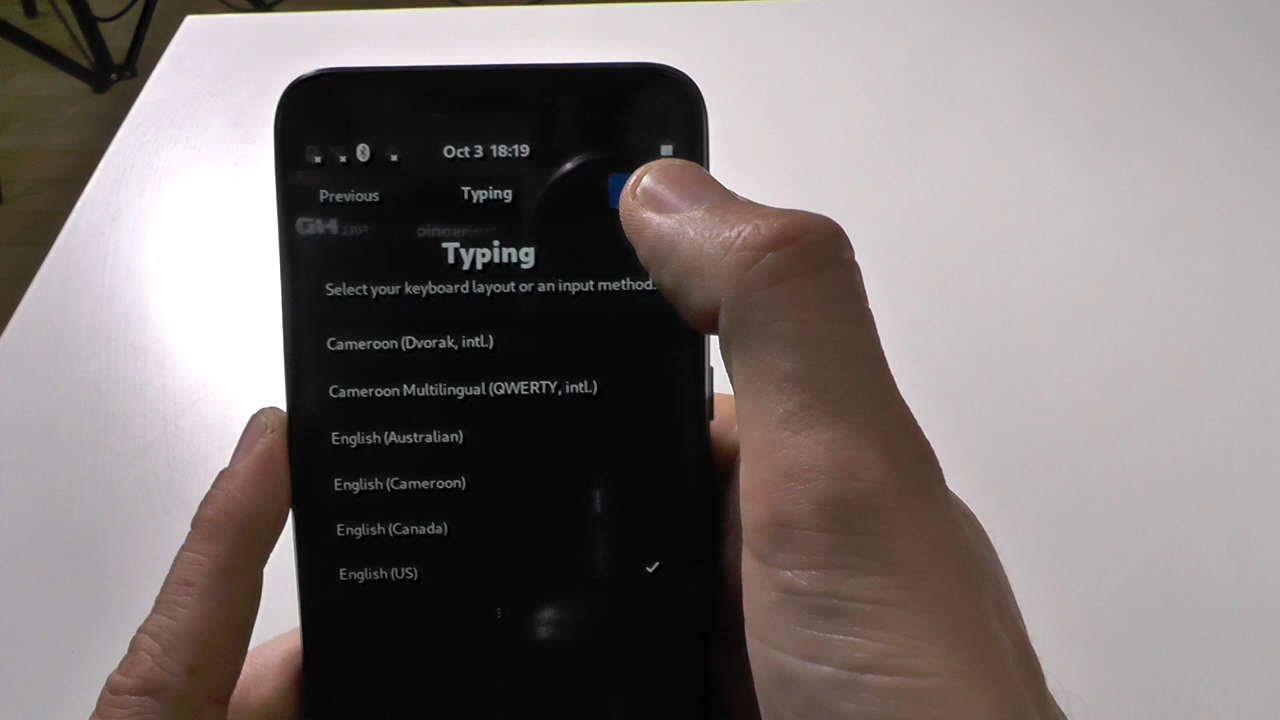 Oct 3 18:19
Previous
Typing
GH
Typing
Select your keyboard layout or an input method.
Cameroon (Dvorak, intl.)
Cameroon Multilingual (QWERTY, intl.)
English (Australian)
English (Cameroon)
English (Canada)
English (US)